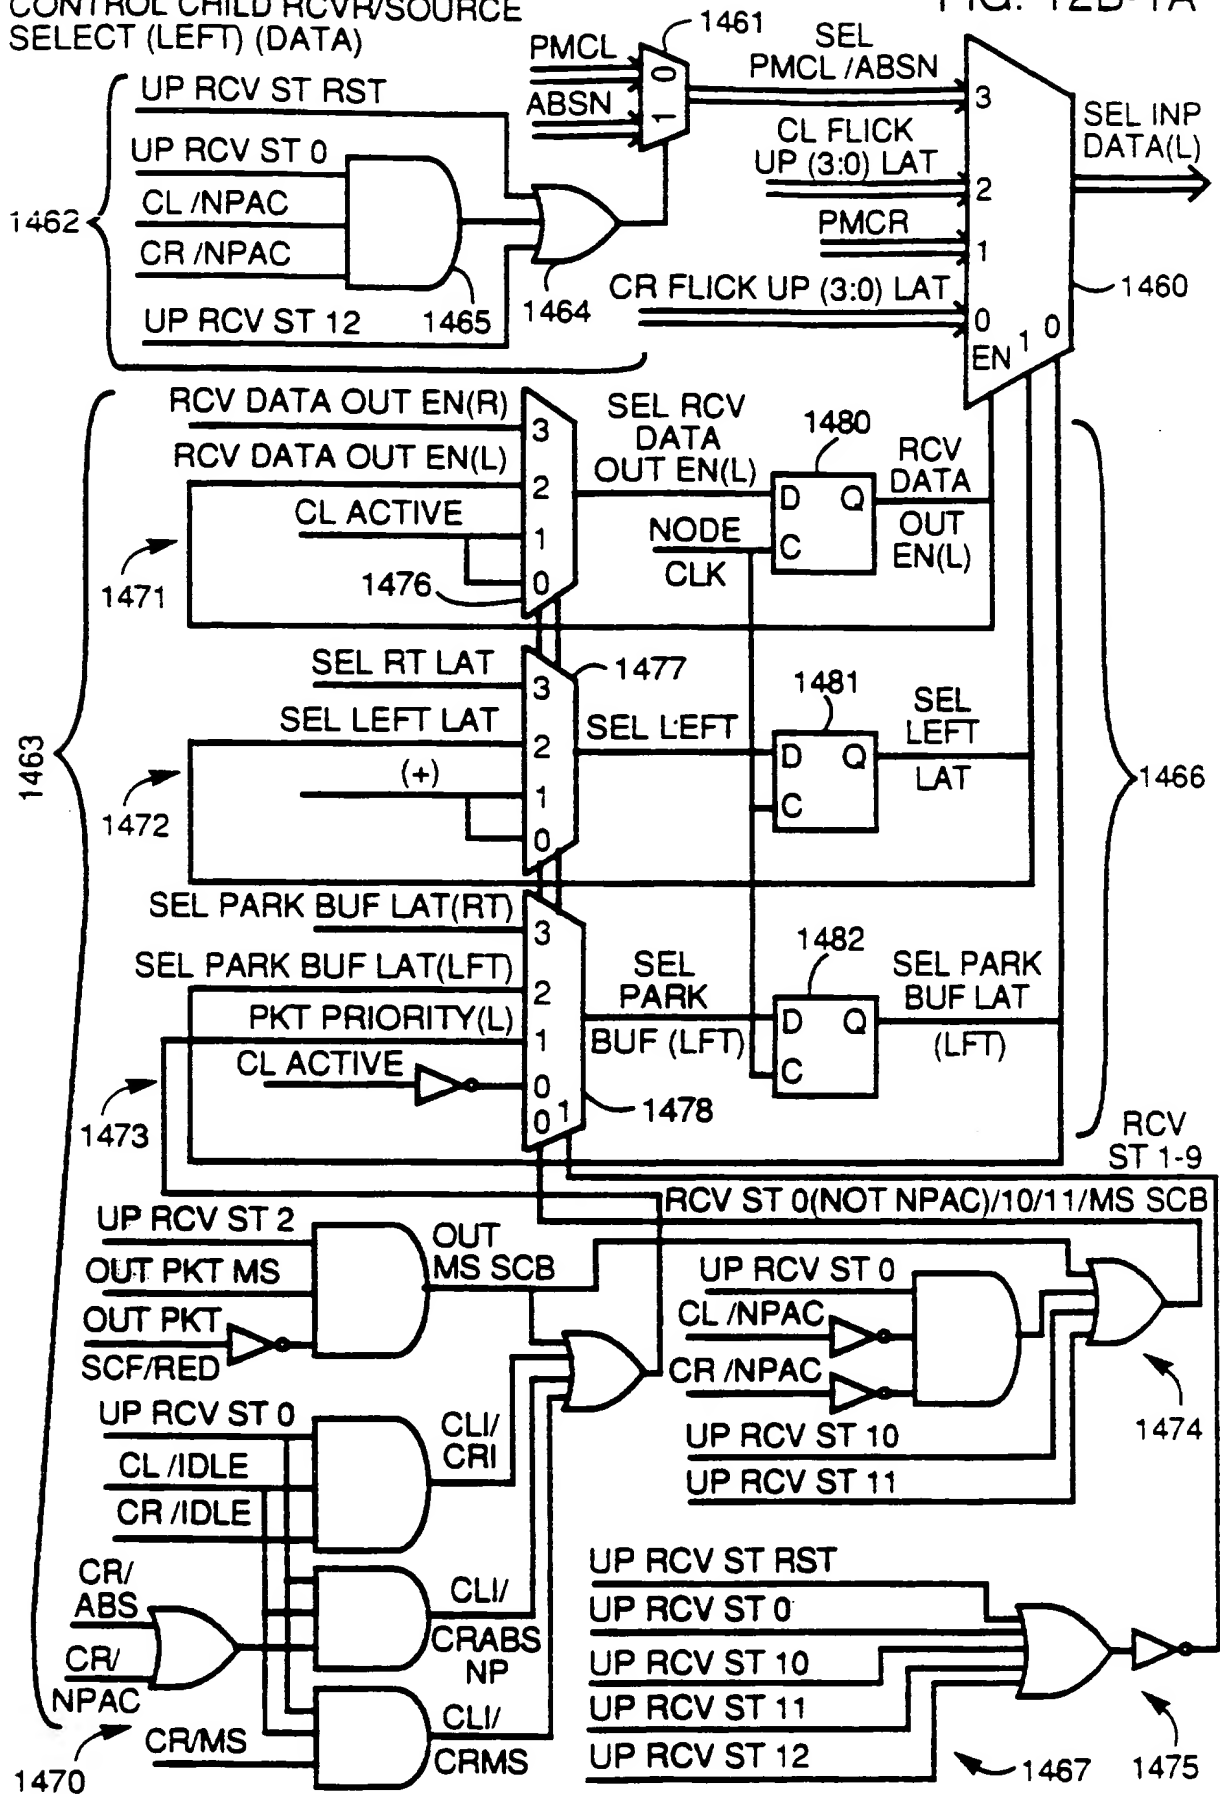 CONTROL CHILD RCVR/SOURCE
SELECT (LEFT) (DATA)
FIG. 12B-1A
1461
PMCL
0
ABSN
1
SEL
PMCL /ABSN
3
CL FLICK
UP (3:0) LAT
2
PMCR
1
CR FLICK UP (3:0) LAT
0
EN 1 0
SEL INP
DATA(L)
1460
UP RCV ST RST
UP RCV ST 0
CL /NPAC
CR /NPAC
UP RCV ST 12
1462
1465
1464
1463
RCV DATA OUT EN(R)
3
RCV DATA OUT EN(L)
2
CL ACTIVE
1
0
1471
1476
SEL RCV
DATA
OUT EN(L)
NODE
CLK
1480
D Q
C
RCV
DATA
OUT
EN(L)
SEL RT LAT
3
1477
SEL LEFT LAT
2
(+)
1
0
1472
SEL LEFT
1481
D Q
C
SEL
LEFT
LAT
1466
SEL PARK BUF LAT(RT)
3
SEL PARK BUF LAT(LFT)
2
PKT PRIORITY(L)
1
CL ACTIVE
0
0 1
1473
1478
SEL
PARK
BUF (LFT)
1482
D Q
C
SEL PARK
BUF LAT
(LFT)
RCV
ST 1-9
RCV ST 0(NOT NPAC)/10/11/MS SCB
UP RCV ST 2
OUT PKT MS
OUT PKT
SCF/RED
OUT
MS SCB
UP RCV ST 0
CL /NPAC
CR /NPAC
UP RCV ST 10
UP RCV ST 11
1474
UP RCV ST 0
CL /IDLE
CR /IDLE
CLI/
CRI
CR/
ABS
CR/
NPAC
CLI/
CRABS
NP
CR/MS
CLI/
CRMS
1470
UP RCV ST RST
UP RCV ST 0
UP RCV ST 10
UP RCV ST 11
UP RCV ST 12
1467
1475